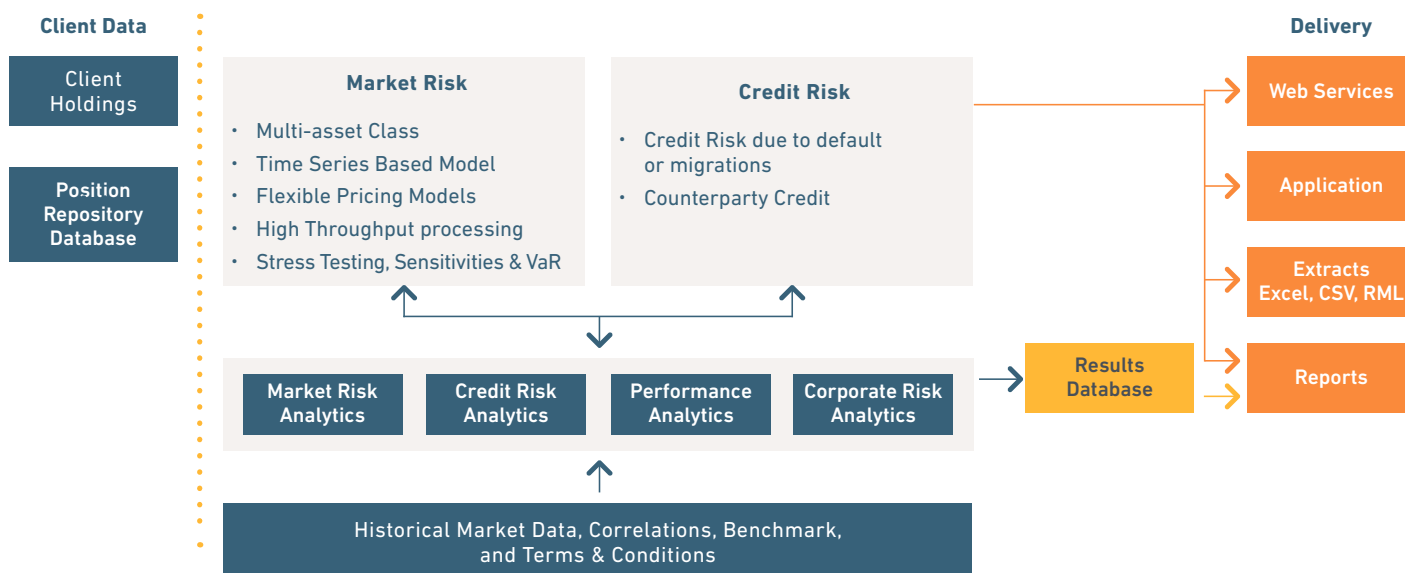 Client Data
Client
Holdings
Position
Repository
Database
Market Risk
• Multi-asset Class
• Time Series Based Model
• Flexible Pricing Models
• High Throughput processing
• Stress Testing, Sensitivities & VaR
Credit Risk
• Credit Risk due to default
or migrations
• Counterparty Credit
Market Risk
Analytics
Credit Risk
Analytics
Performance
Analytics
Corporate Risk
Analytics
Historical Market Data, Correlations, Benchmark,
and Terms & Conditions
Results
Database
Delivery
Web Services
Application
Extracts
Excel, CSV, RML
Reports